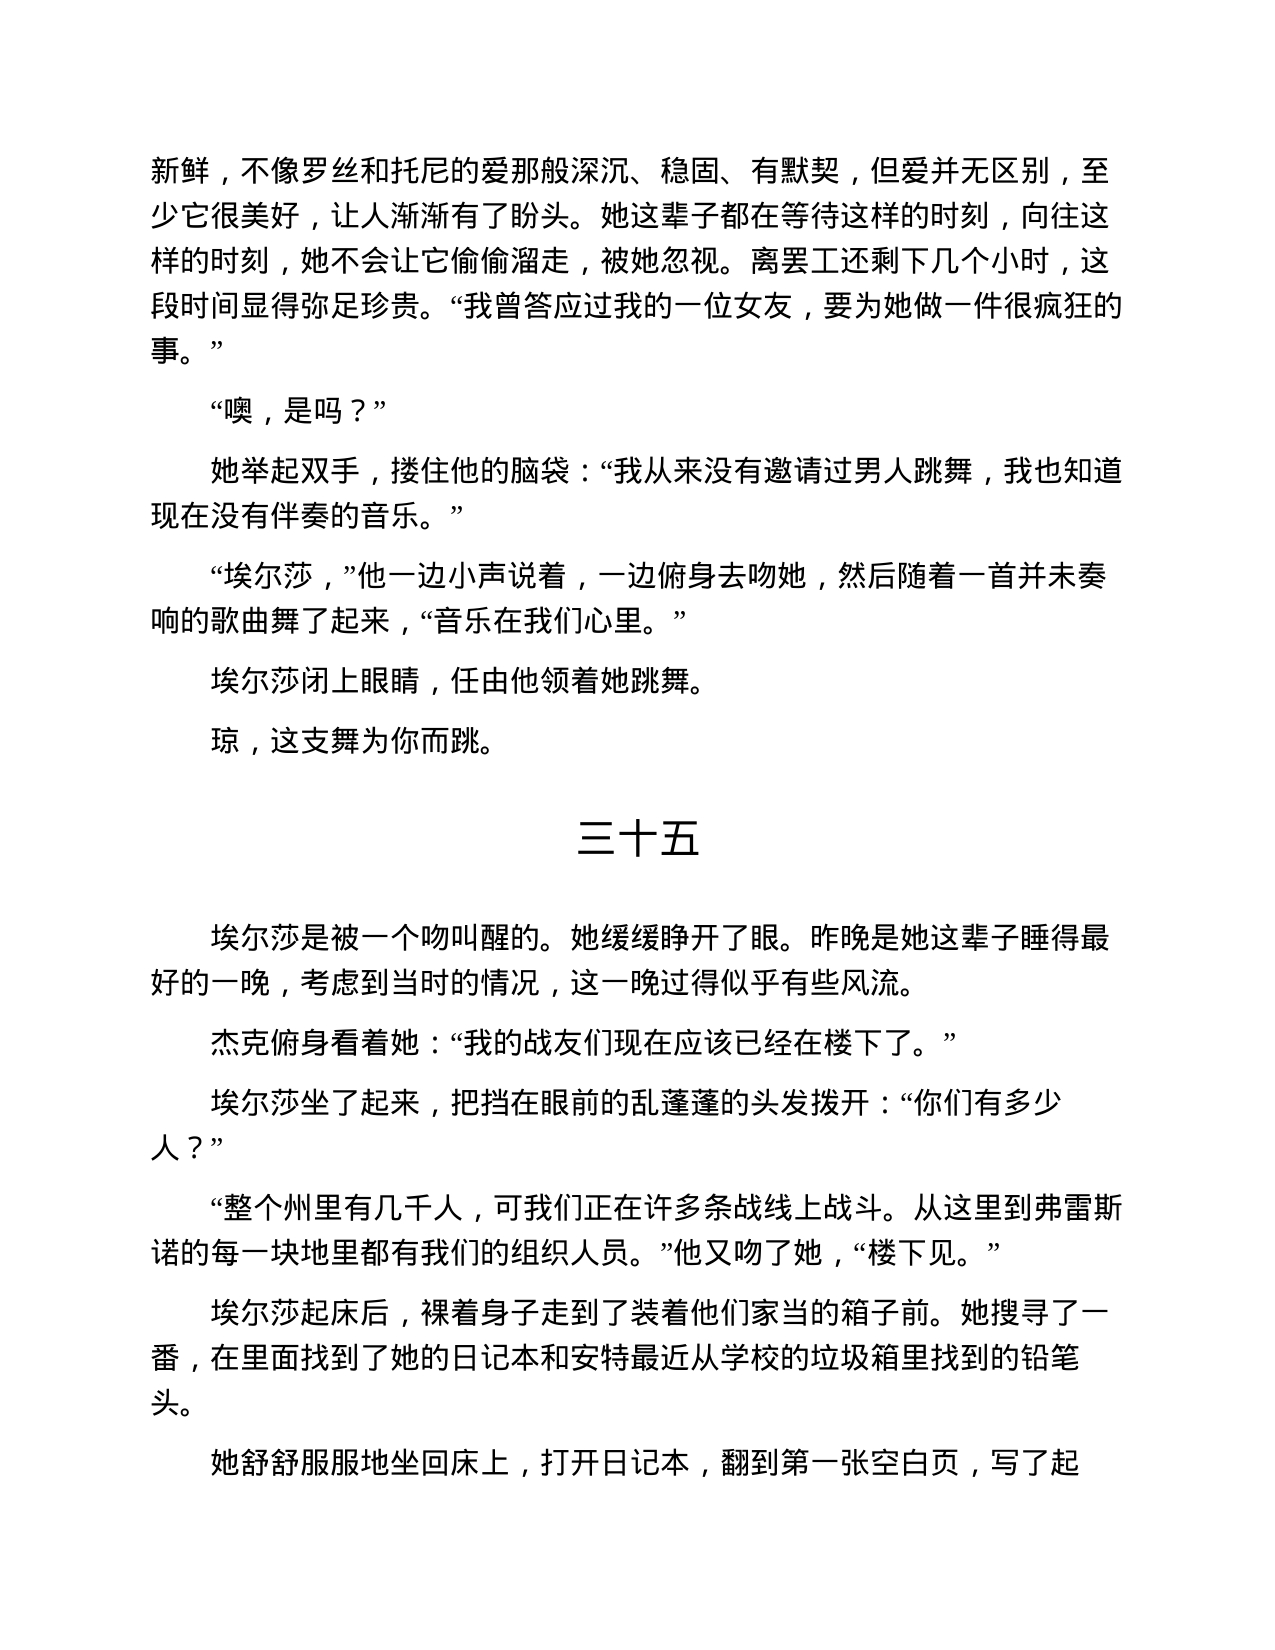 新鲜，不像罗丝和托尼的爱那般深沉、稳固、有默契，但爱并无区别，至
少它很美好，让人渐渐有了盼头。她这辈子都在等待这样的时刻，向往这
样的时刻，她不会让它偷偷溜走，被她忽视。离罢工还剩下几个小时，这
段时间显得弥足珍贵。“我曾答应过我的一位女友，要为她做一件很疯狂的
事。”
“噢，是吗？”
她举起双手，搂住他的脑袋：“我从来没有邀请过男人跳舞，我也知道
现在没有伴奏的音乐。”
“埃尔莎，”他一边小声说着，一边俯身去吻她，然后随着一首并未奏
响的歌曲舞了起来，“音乐在我们心里。”
埃尔莎闭上眼睛，任由他领着她跳舞。
琼，这支舞为你而跳。
三十五
埃尔莎是被一个吻叫醒的。她缓缓睁开了眼。昨晚是她这辈子睡得最
好的一晚，考虑到当时的情况，这一晚过得似乎有些风流。
杰克俯身看着她：“我的战友们现在应该已经在楼下了。”
埃尔莎坐了起来，把挡在眼前的乱蓬蓬的头发拨开：“你们有多少
人？”
“整个州里有几千人，可我们正在许多条战线上战斗。从这里到弗雷斯
诺的每一块地里都有我们的组织人员。”他又吻了她，“楼下见。”
埃尔莎起床后，裸着身子走到了装着他们家当的箱子前。她搜寻了一
番，在里面找到了她的日记本和安特最近从学校的垃圾箱里找到的铅笔
头。
她舒舒服服地坐回床上，打开日记本，翻到第一张空白页，写了起